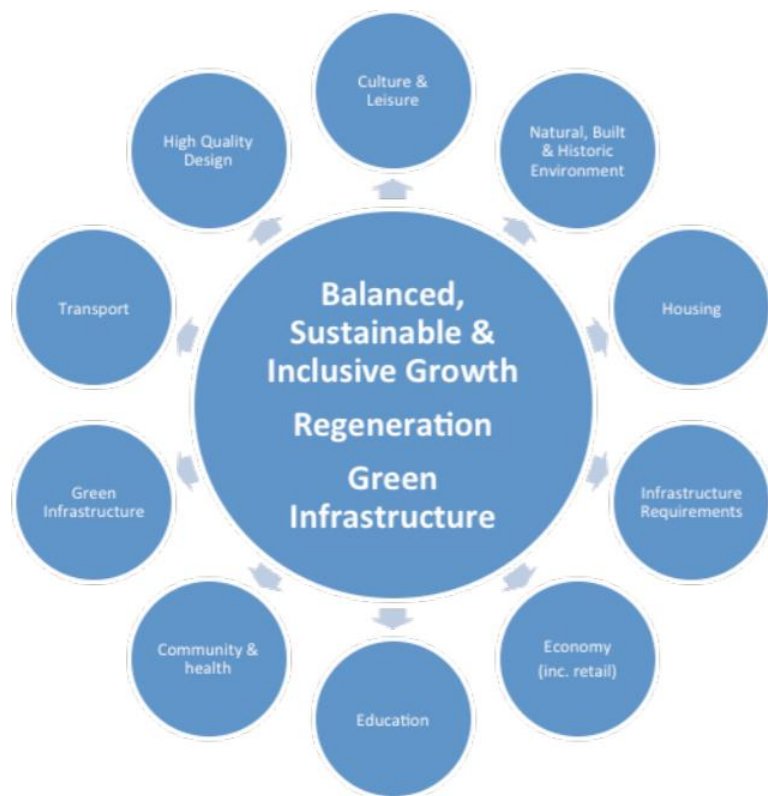 Culture &
Leisure
Natural, Built
& Historic
Environment
Housing
Infrastructure
Requirements
Economy
(inc. retail)
Education
Community &
health
Green
Infrastructure
Transport
High Quality
Design
Balanced,
Sustainable &
Inclusive Growth
Regeneration
Green
Infrastructure